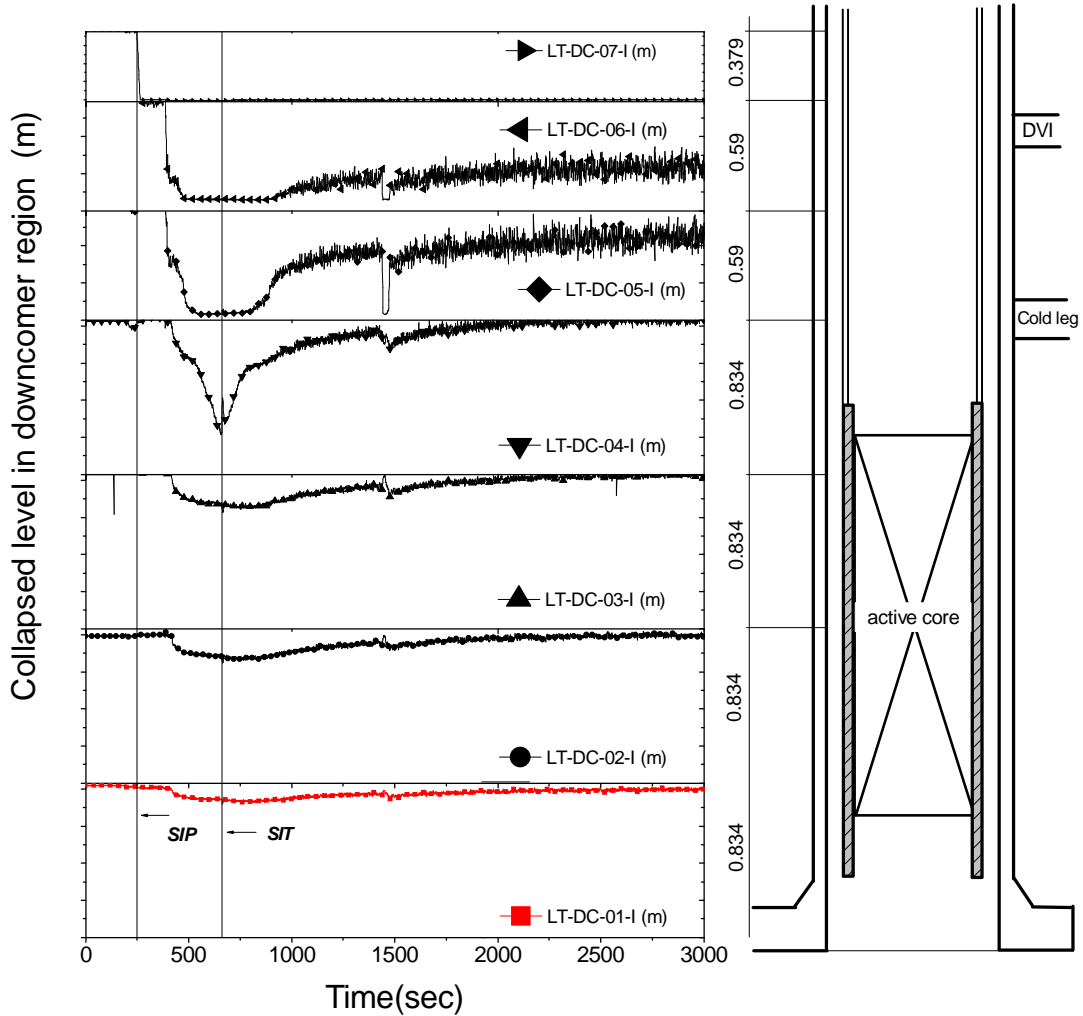 Collapsed level in downcomer region (m)
LT-DC-07-I (m)
LT-DC-06-I (m)
LT-DC-05-I (m)
LT-DC-04-I (m)
LT-DC-03-I (m)
LT-DC-02-I (m)
LT-DC-01-I (m)
SIP
SIT
0 500 1000 1500 2000 2500 3000
Time(sec)
0.379
0.59
0.59
0.834
0.834
0.834
0.834
DVI
Cold leg
active core